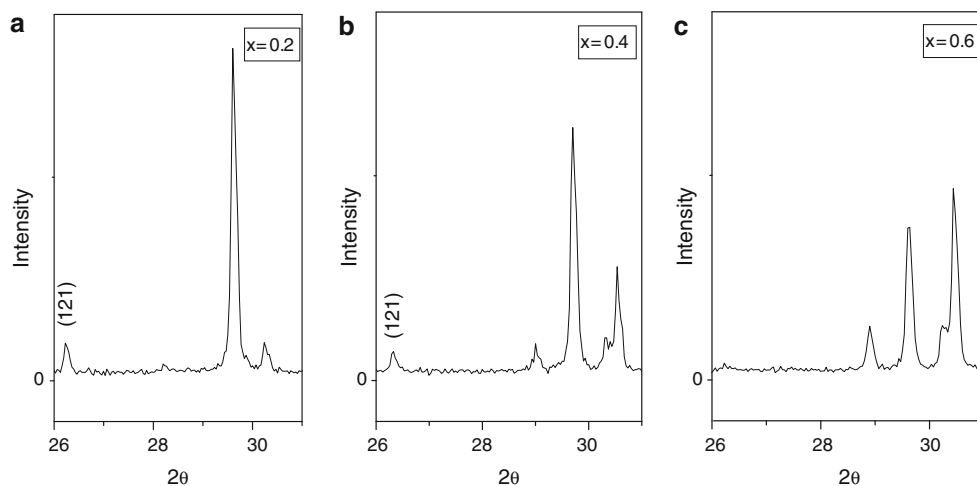 a
x=0.2
Intensity
(121)
0
26
28
30
2θ
b
x=0.4
Intensity
(121)
0
26
28
30
2θ
c
x=0.6
Intensity
0
26
28
30
2θ